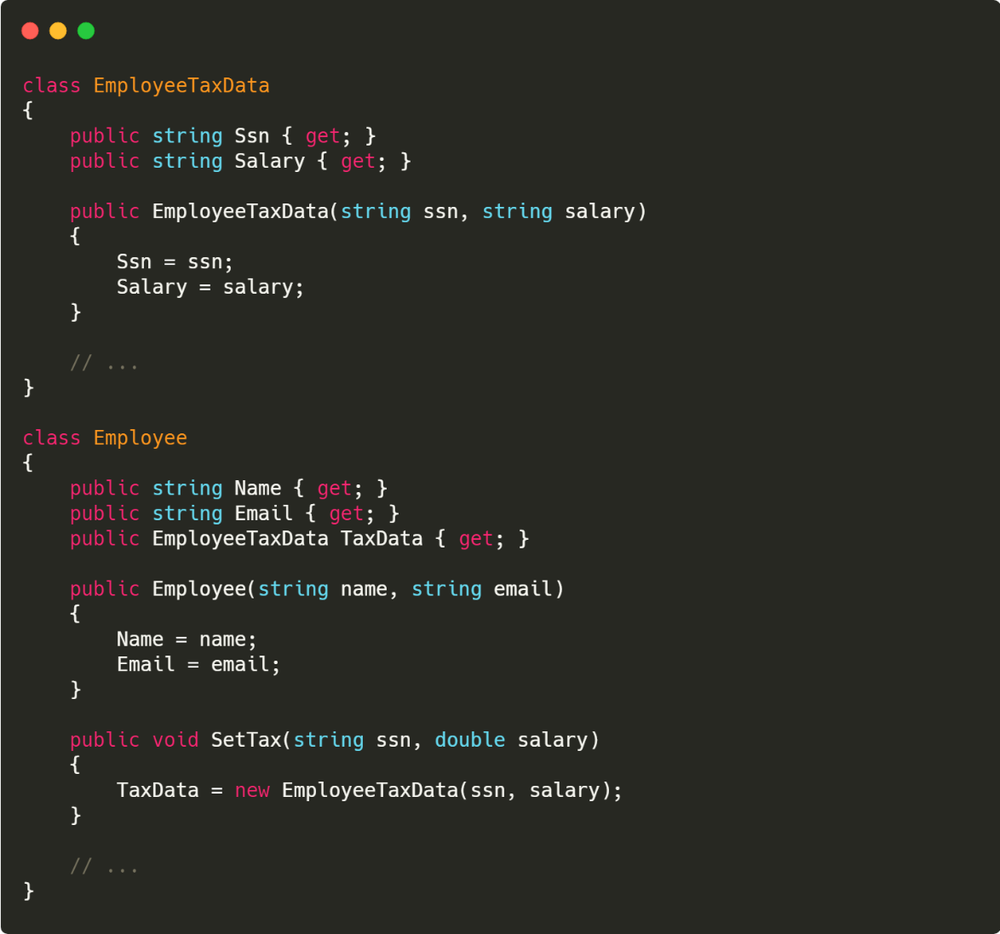 class EmployeeTaxData
{
    public string Ssn { get; }
    public string Salary { get; }

    public EmployeeTaxData(string ssn, string salary)
    {
        Ssn = ssn;
        Salary = salary;
    }

    // ...
}

class Employee
{
    public string Name { get; }
    public string Email { get; }
    public EmployeeTaxData TaxData { get; }

    public Employee(string name, string email)
    {
        Name = name;
        Email = email;
    }

    public void SetTax(string ssn, double salary)
    {
        TaxData = new EmployeeTaxData(ssn, salary);
    }

    // ...
}